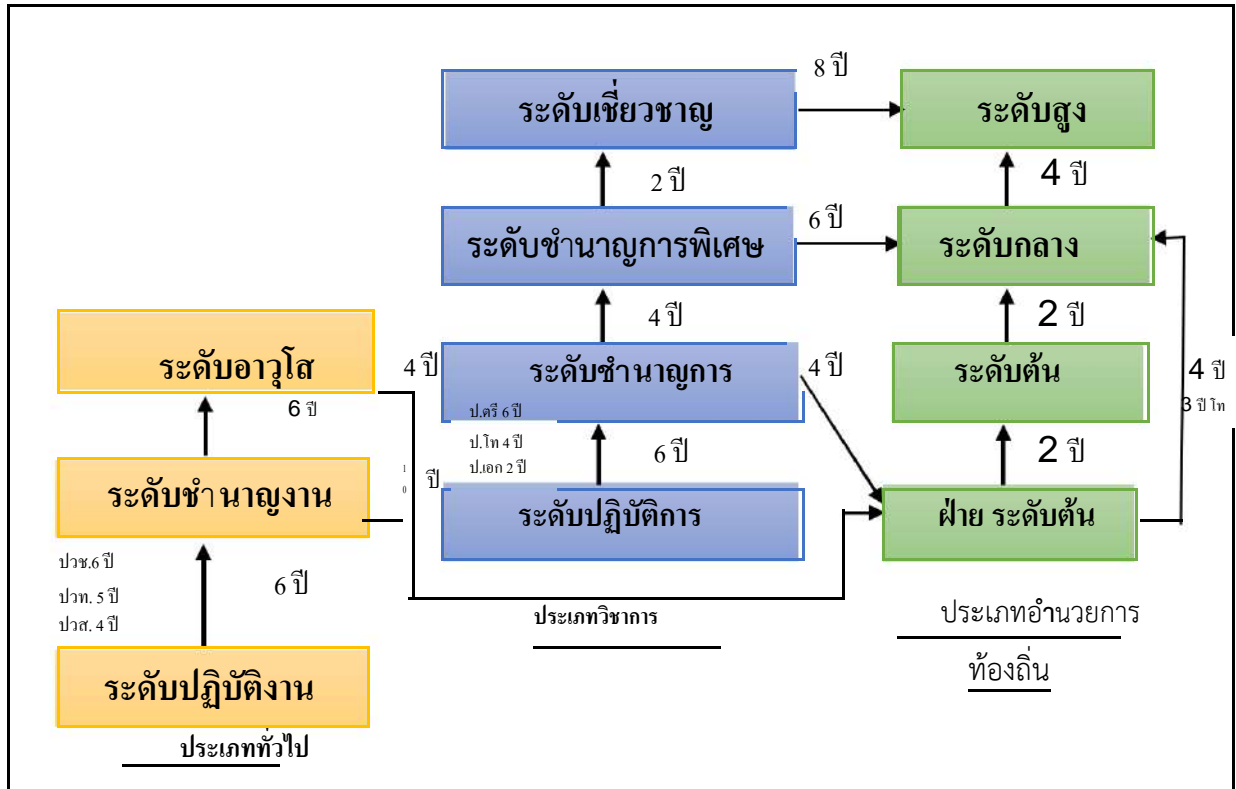 8 ปี
ระดับเชี่ยวชาญ
ระดับสูง
2 ปี
4 ปี
6 ปี
ระดับชำนาญการพิเศษ
ระดับกลาง
4 ปี
2 ปี
ระดับอาวุโส
4 ปี
ระดับชำนาญการ
4 ปี
ระดับต้น
4 ปี
3 ปี โท
6 ปี
ป.ตรี 6 ปี
ป.โท 4 ปี
ป.เอก 2 ปี
6 ปี
2 ปี
10 ปี
ระดับชำนาญงาน
ระดับปฏิบัติการ
ฝ่าย ระดับต้น
ปวช.6 ปี
ปวท. 5 ปี
ปวส. 4 ปี
6 ปี
ประเภทวิชาการ
ประเภทอำนวยการ
ท้องถิ่น
ระดับปฏิบัติงาน
ประเภททั่วไป